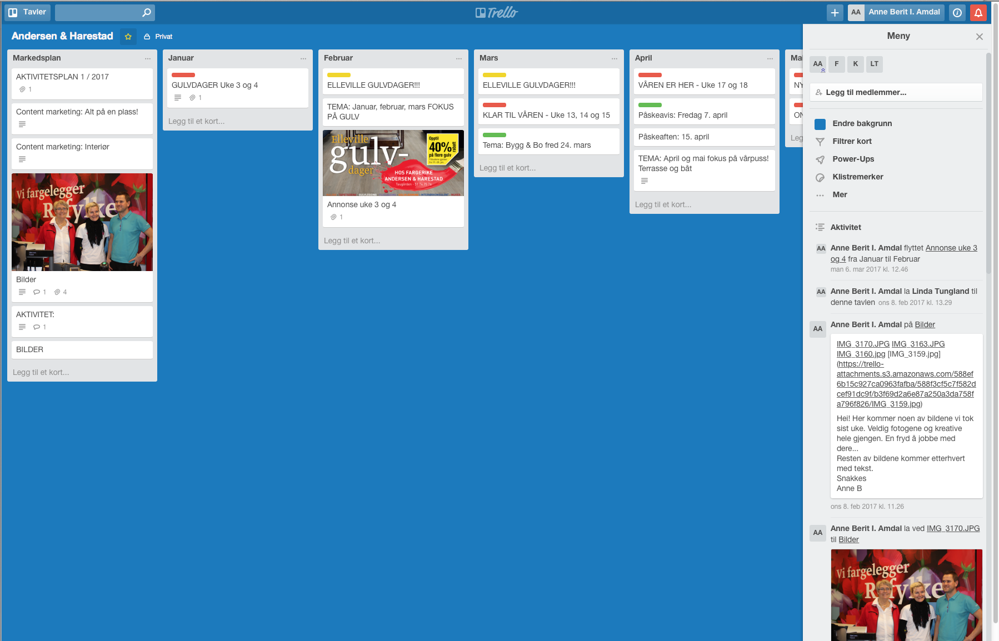 Tavler
Trello
AA Anne Berit I. Amdal
Andersen & Harestad
Privat
Markedsplan
AKTIVITETSPLAN 1 / 2017
1
Content marketing: Alt på en plass!
Content marketing: Interiør
Vi fargelegger
Bilder
1 4
AKTIVITET:
1
BILDER
Legg til et kort...
Januar
GULVDAGER Uke 3 og 4
1
Legg til et kort...
Februar
ELLEVILLE GULVDAGER!!!
TEMA: Januar, februar, mars FOKUS
PÅ GULV
Elleville
gulv-
dager
Opptil
40% rabatt
på flere gulv
HOS FARGERIKE
ANDERSEN & HARESTAD
Annonse uke 3 og 4
1
Legg til et kort...
Mars
ELLEVILLE GULVDAGER!!!
KLAR TIL VÅREN - Uke 13, 14 og 15
Tema: Bygg & Bo fred 24. mars
Legg til et kort...
April
VÅREN ER HER - Uke 17 og 18
Påskeavis: Fredag 7. april
Påskeaften: 15. april
TEMA: April og mai fokus på vårpuss!
Terrasse og båt
Legg til et kort...
Mai
NY
ON
Leg
Meny
AA F K LT
Legg til medlemmer...
Endre bakgrunn
Filtrer kort
Power-Ups
Klistremerker
Mer
Aktivitet
AA Anne Berit I. Amdal flyttet Annonse uke 3
og 4 fra Januar til Februar
man 6. mar 2017 kl. 12.46
AA Anne Berit I. Amdal la Linda Tungland til
denne tavlen ons 8. feb 2017 kl. 13.29
AA Anne Berit I. Amdal på Bilder
IMG_3170.JPG IMG_3163.JPG
IMG_3160.jpg [IMG_3159.jpg]
(https://trello-
attachments.s3.amazonaws.com/588ef
6b15c927ca0963fafba/588f3cf5c7f582d
cef91dc9f/b3f69d2a6e87a250a3da758f
a796f826/IMG_3159.jpg)
Hei! Her kommer noen av bildene vi tok
sist uke. Veldig fotogene og kreative
hele gjengen. En fryd å jobbe med
dere...
Resten av bildene kommer etterhvert
med tekst.
Snakkes
Anne B
ons 8. feb 2017 kl. 11.26
AA Anne Berit I. Amdal la ved IMG_3170.JPG
til Bilder
Vi fargelegger